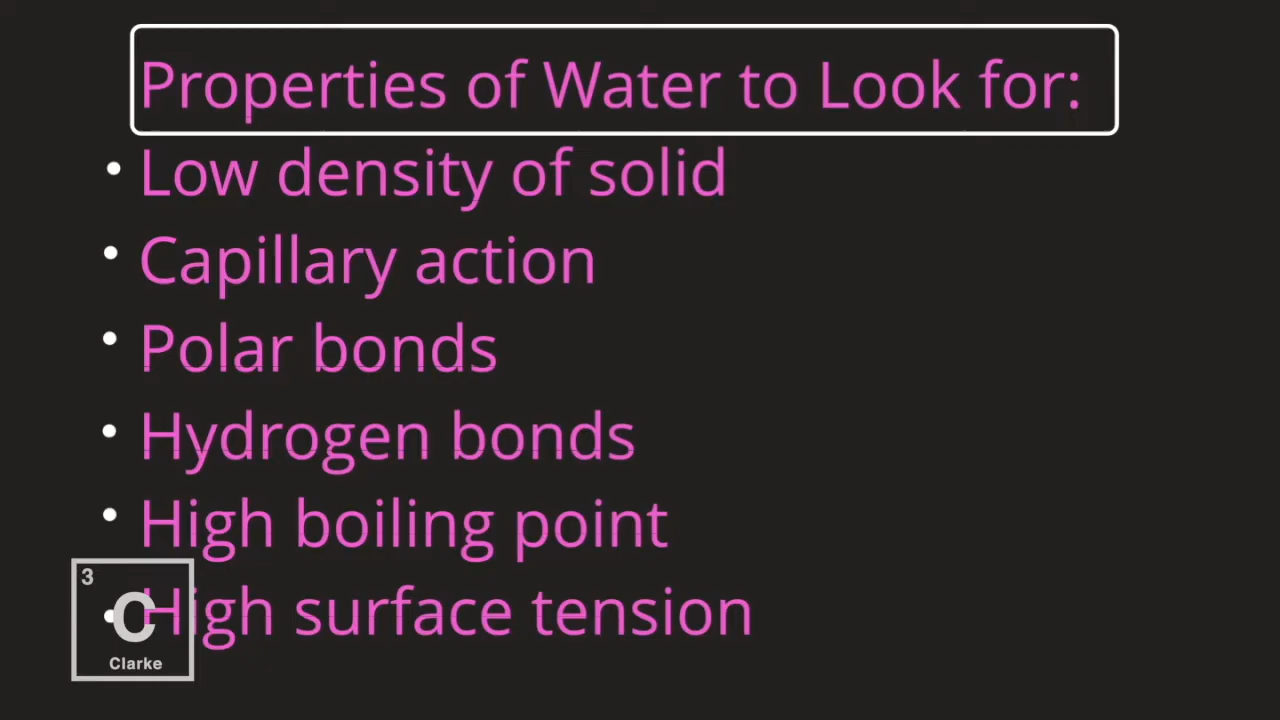 Properties of Water to Look for:
• Low density of solid
• Capillary action
• Polar bonds
• Hydrogen bonds
• High boiling point
• High surface tension
3
C
Clarke